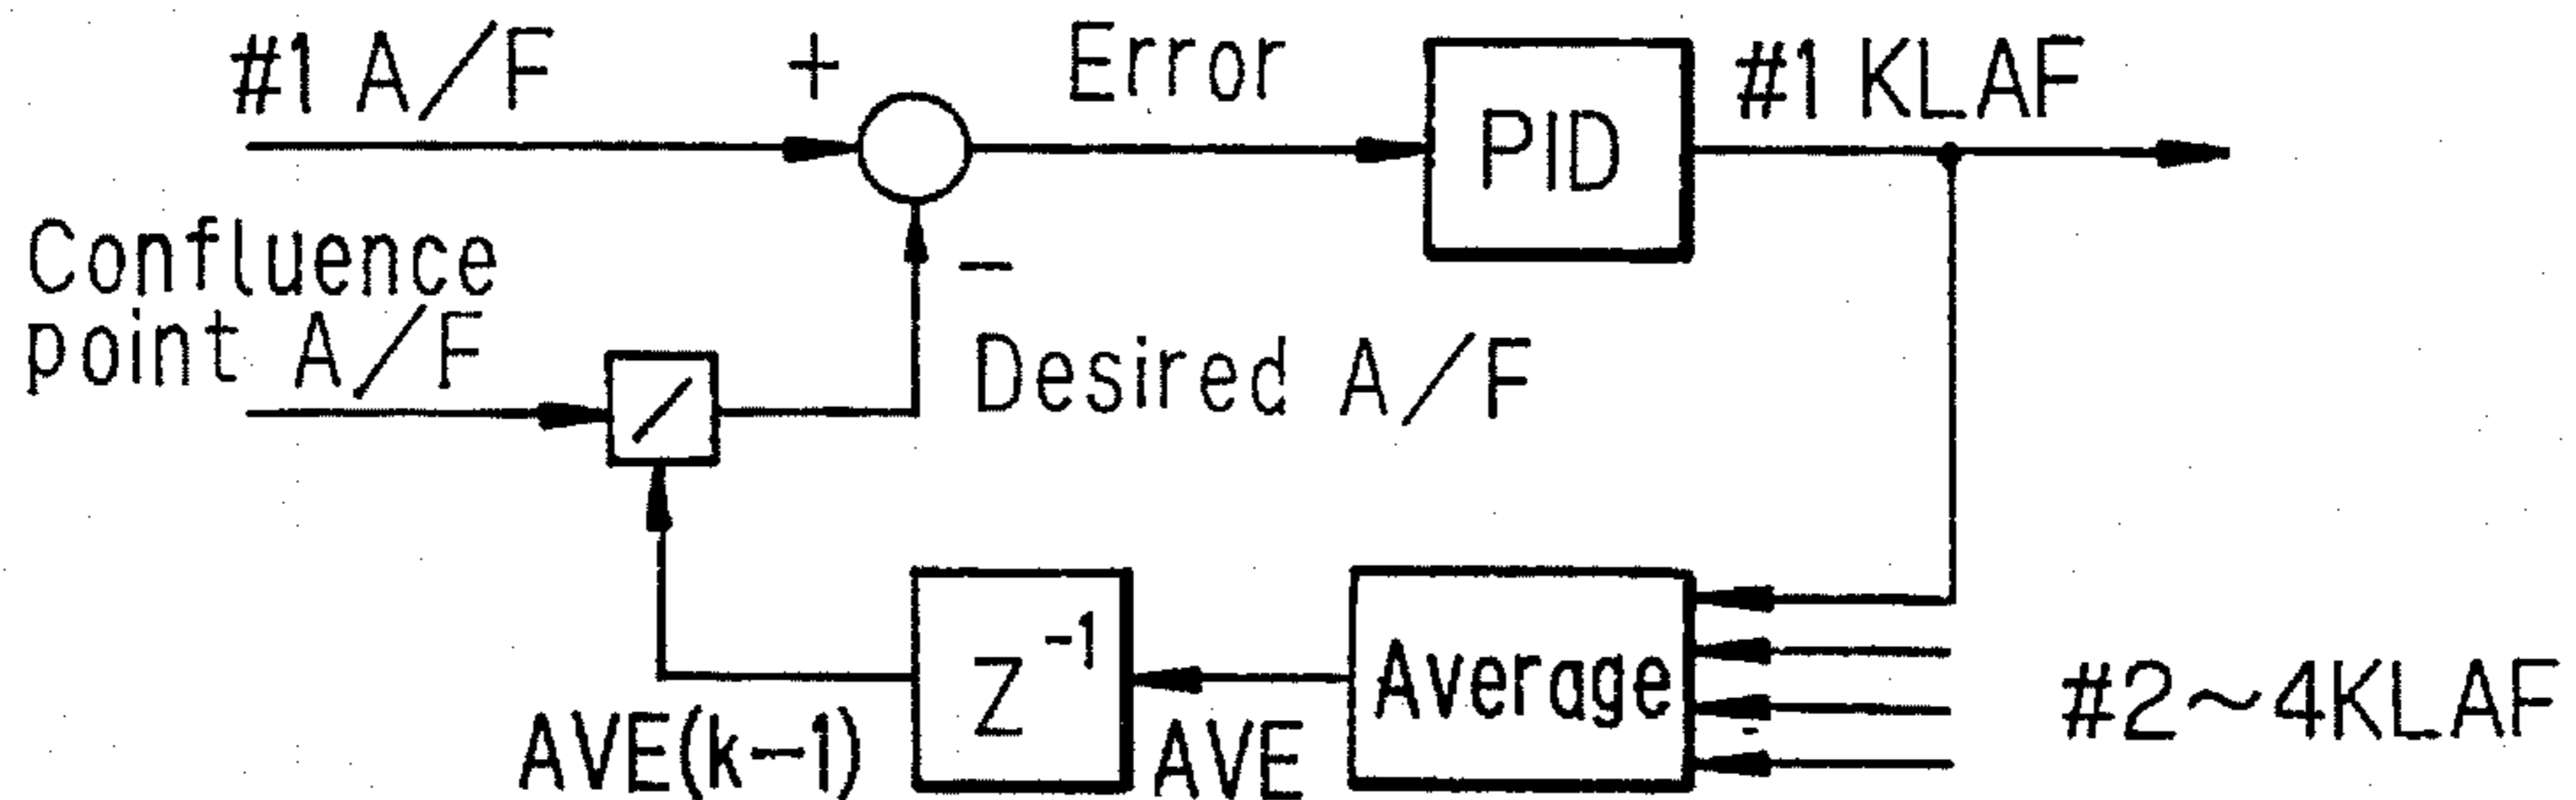 #1 A/F
+
Error
PID
#1 KLAF
Confluence
point A/F
−
Desired A/F
/
Z⁻¹
Average
#2~4KLAF
AVE(k−1)
AVE